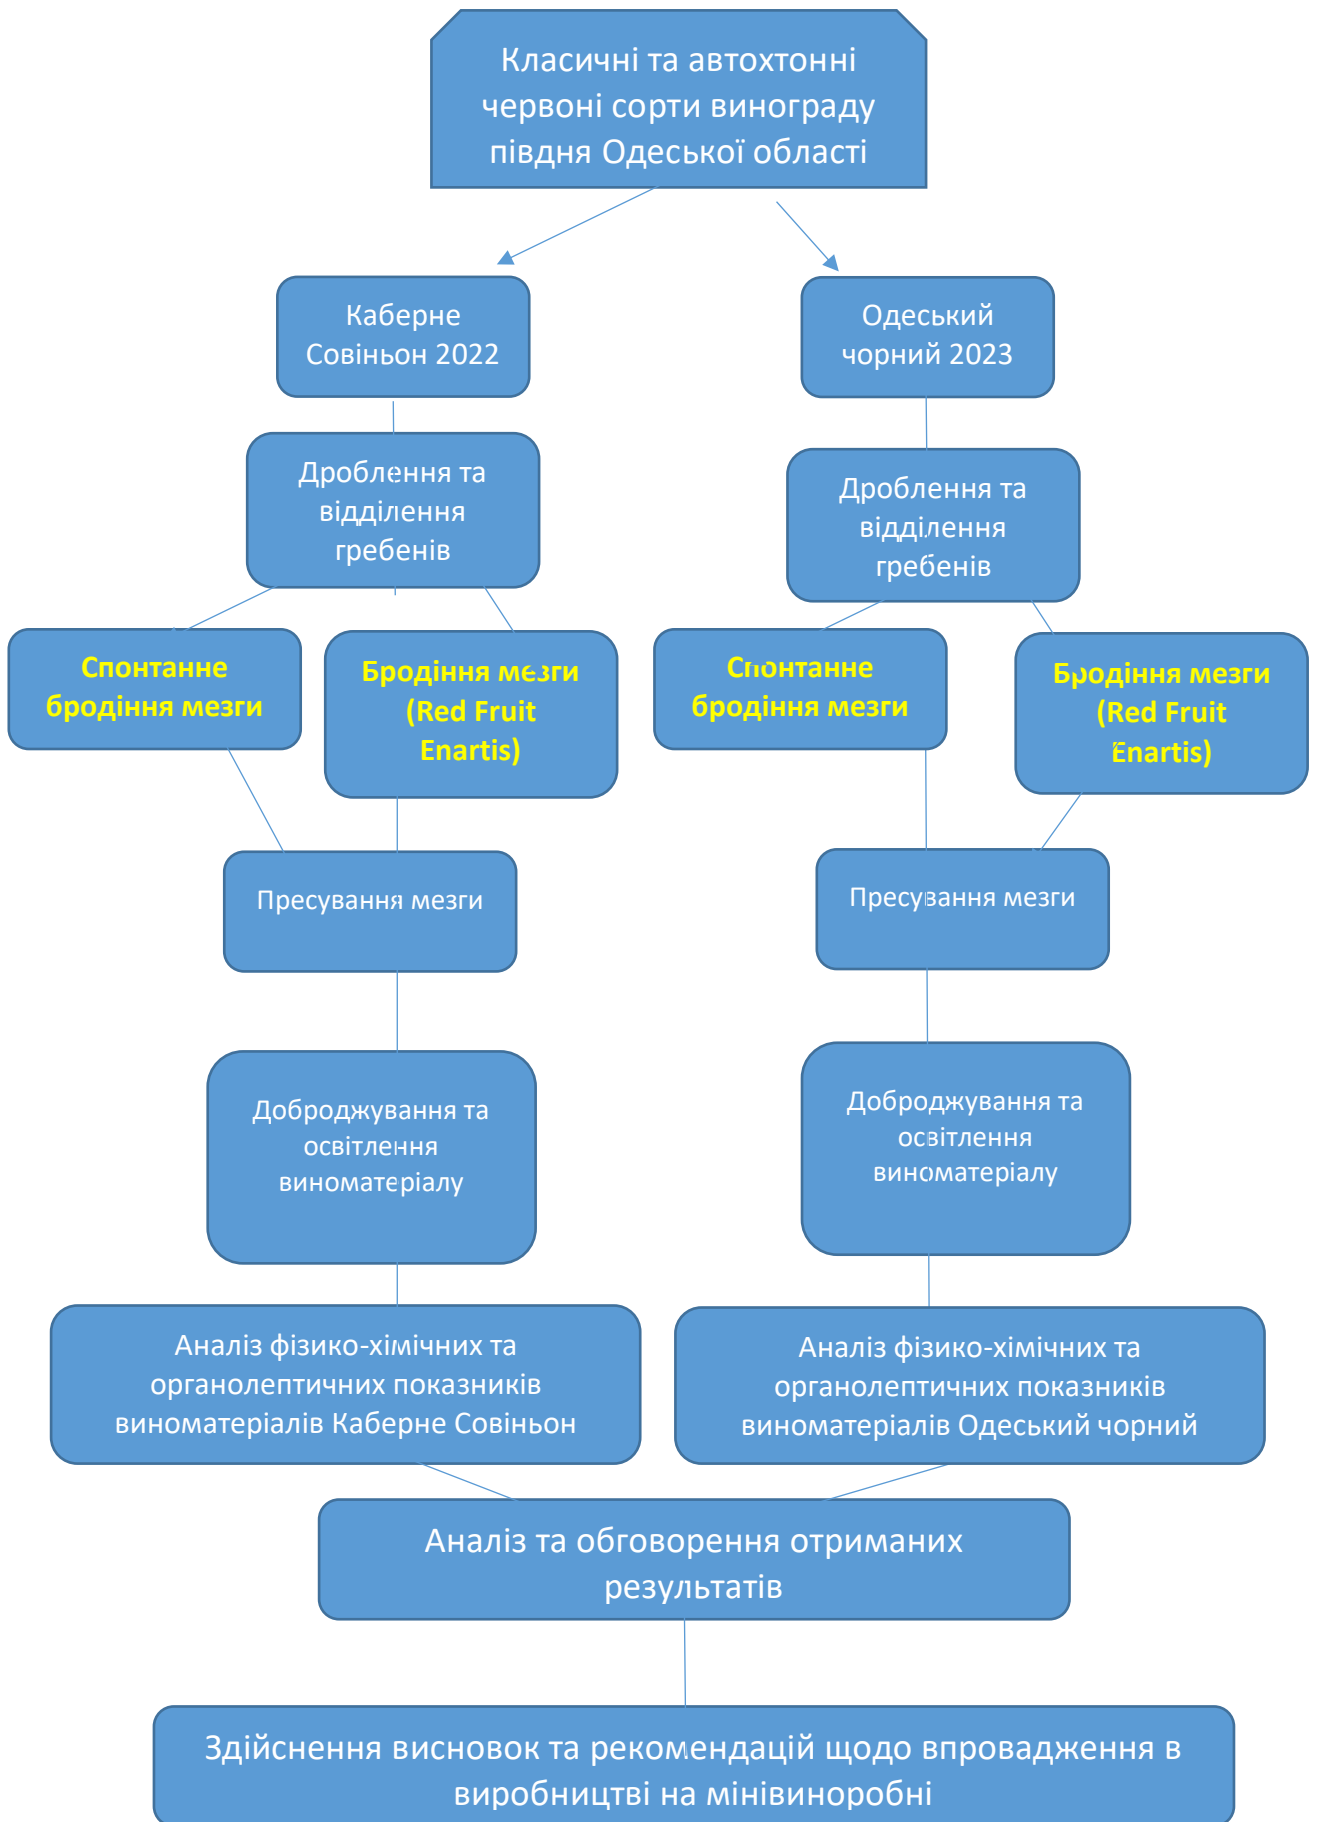 Класичні та автохтонні
червоні сорти винограду
півдня Одеської області
Каберне
Совіньон 2022
Одеський
чорний 2023
Дроблення та
відділення
гребенів
Дроблення та
відділення
гребенів
Спонтанне
бродіння мезги
Бродіння мезги
(Red Fruit
Enartis)
Спонтанне
бродіння мезги
Бродіння мезги
(Red Fruit
Enartis)
Пресування мезги
Пресування мезги
Доброджування та
освітлення
виноматеріалу
Доброджування та
освітлення
виноматеріалу
Аналіз фізико-хімічних та
органолептичних показників
виноматеріалів Каберне Совіньон
Аналіз фізико-хімічних та
органолептичних показників
виноматеріалів Одеський чорний
Аналіз та обговорення отриманих
результатів
Здійснення висновок та рекомендацій щодо впровадження в
виробництві на мінівиноробні